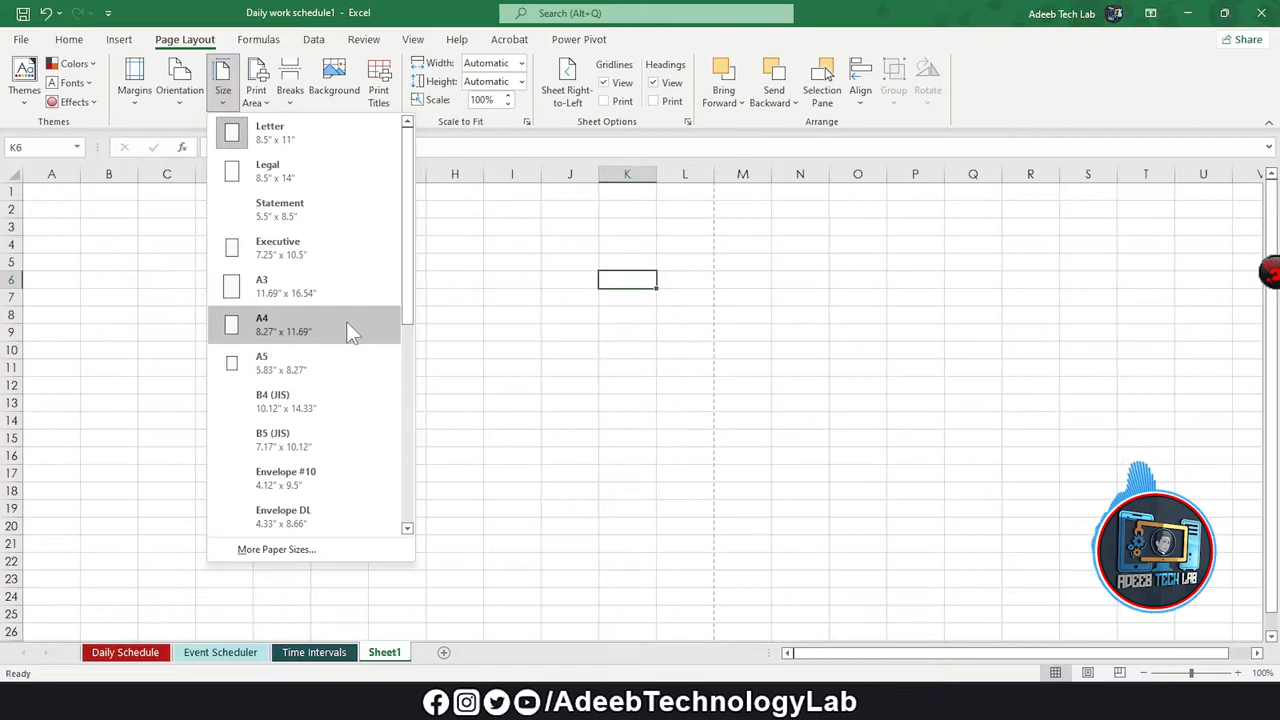 Daily work schedule1 - Excel
Search (Alt+Q)
Adeeb Tech Lab
File Home Insert Page Layout Formulas Data Review View Help Acrobat Power Pivot
Share
Themes
Colors
Fonts
Effects
Themes
Margins
Orientation
Size
Print Area
Breaks
Background
Print Titles
Width: Automatic
Height: Automatic
Scale: 100%
Scale to Fit
Sheet Right-to-Left
Gridlines
View
Print
Headings
View
Print
Sheet Options
Bring Forward
Send Backward
Selection Pane
Align
Group
Rotate
Arrange
K6
fx
Letter
8.5" x 11"
Legal
8.5" x 14"
Statement
5.5" x 8.5"
Executive
7.25" x 10.5"
A3
11.69" x 16.54"
A4
8.27" x 11.69"
A5
5.83" x 8.27"
B4 (JIS)
10.12" x 14.33"
B5 (JIS)
7.17" x 10.12"
Envelope #10
4.12" x 9.5"
Envelope DL
4.33" x 8.66"
More Paper Sizes...
A B C H I J K L M N O P Q R S T U V
1
2
3
4
5
6
7
8
9
10
11
12
13
14
15
16
17
18
19
20
21
22
23
24
25
26
ADEEB TECH LAB
Daily Schedule Event Scheduler Time Intervals Sheet1
Ready
100%
/AdeebTechnologyLab